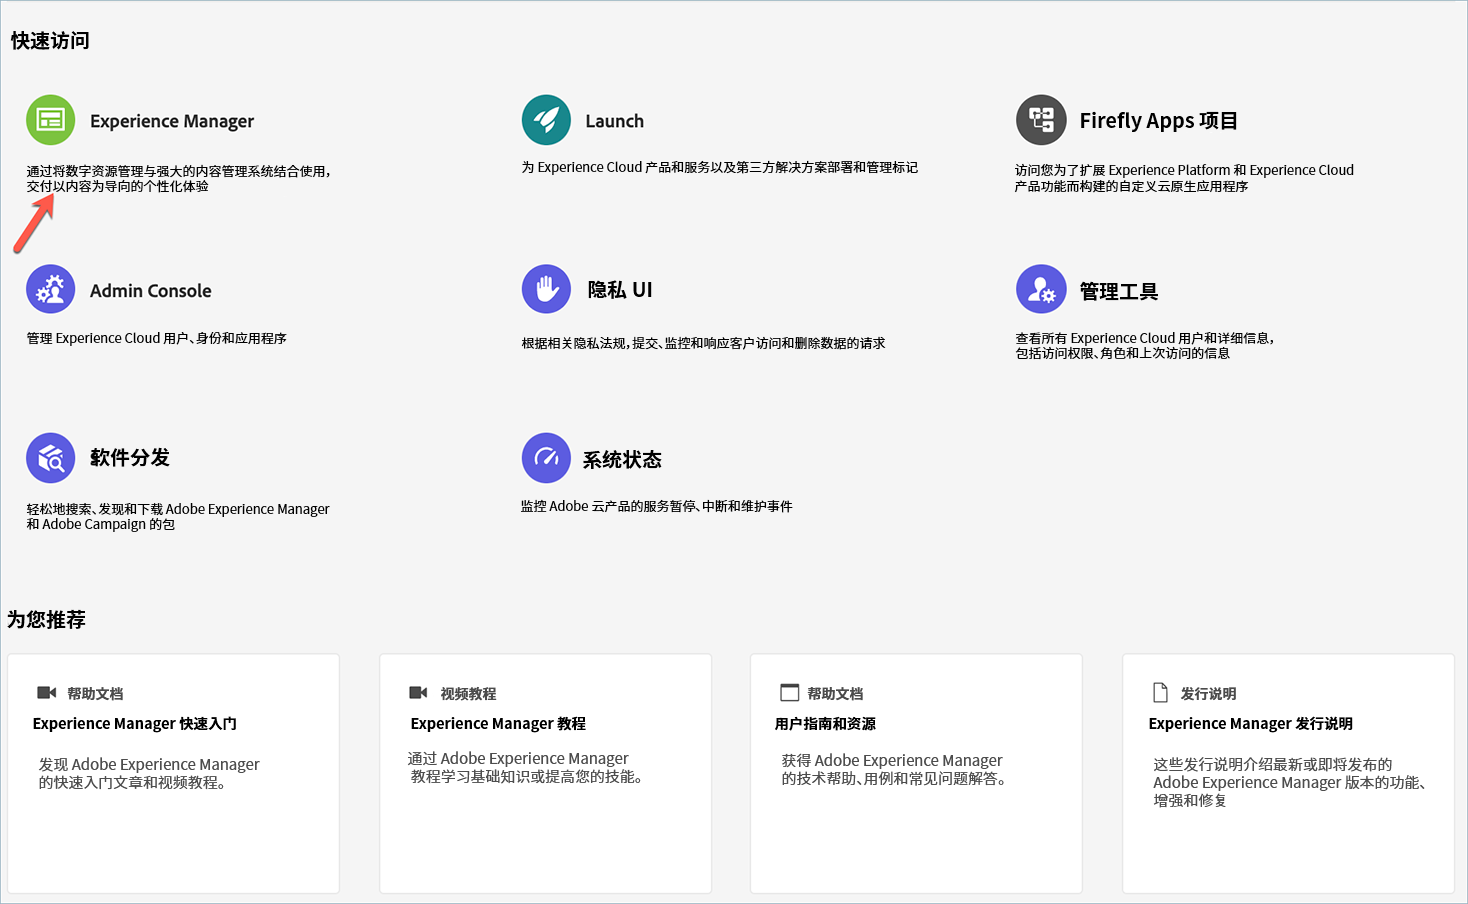 快速访问
Experience Manager
通过将数字资源管理与强大的内容管理系统结合使用，
交付以内容为导向的个性化体验
Launch
为 Experience Cloud 产品和服务以及第三方解决方案部署和管理标记
Firefly Apps 项目
访问您为了扩展 Experience Platform 和 Experience Cloud
产品功能而构建的自定义云原生应用程序
Admin Console
管理 Experience Cloud 用户、身份和应用程序
隐私 UI
根据相关隐私法规，提交、监控和响应客户访问和删除数据的请求
管理工具
查看所有 Experience Cloud 用户和详细信息，
包括访问权限、角色和上次访问的信息
软件分发
轻松地搜索、发现和下载 Adobe Experience Manager
和 Adobe Campaign 的包
系统状态
监控 Adobe 云产品的服务暂停、中断和维护事件
为您推荐
帮助文档
Experience Manager 快速入门
发现 Adobe Experience Manager
的快速入门文章和视频教程。
视频教程
Experience Manager 教程
通过 Adobe Experience Manager
教程学习基础知识或提高您的技能。
帮助文档
用户指南和资源
获得 Adobe Experience Manager
的技术帮助、用例和常见问题解答。
发行说明
Experience Manager 发行说明
这些发行说明介绍最新或即将发布的
Adobe Experience Manager 版本的功能、
增强和修复